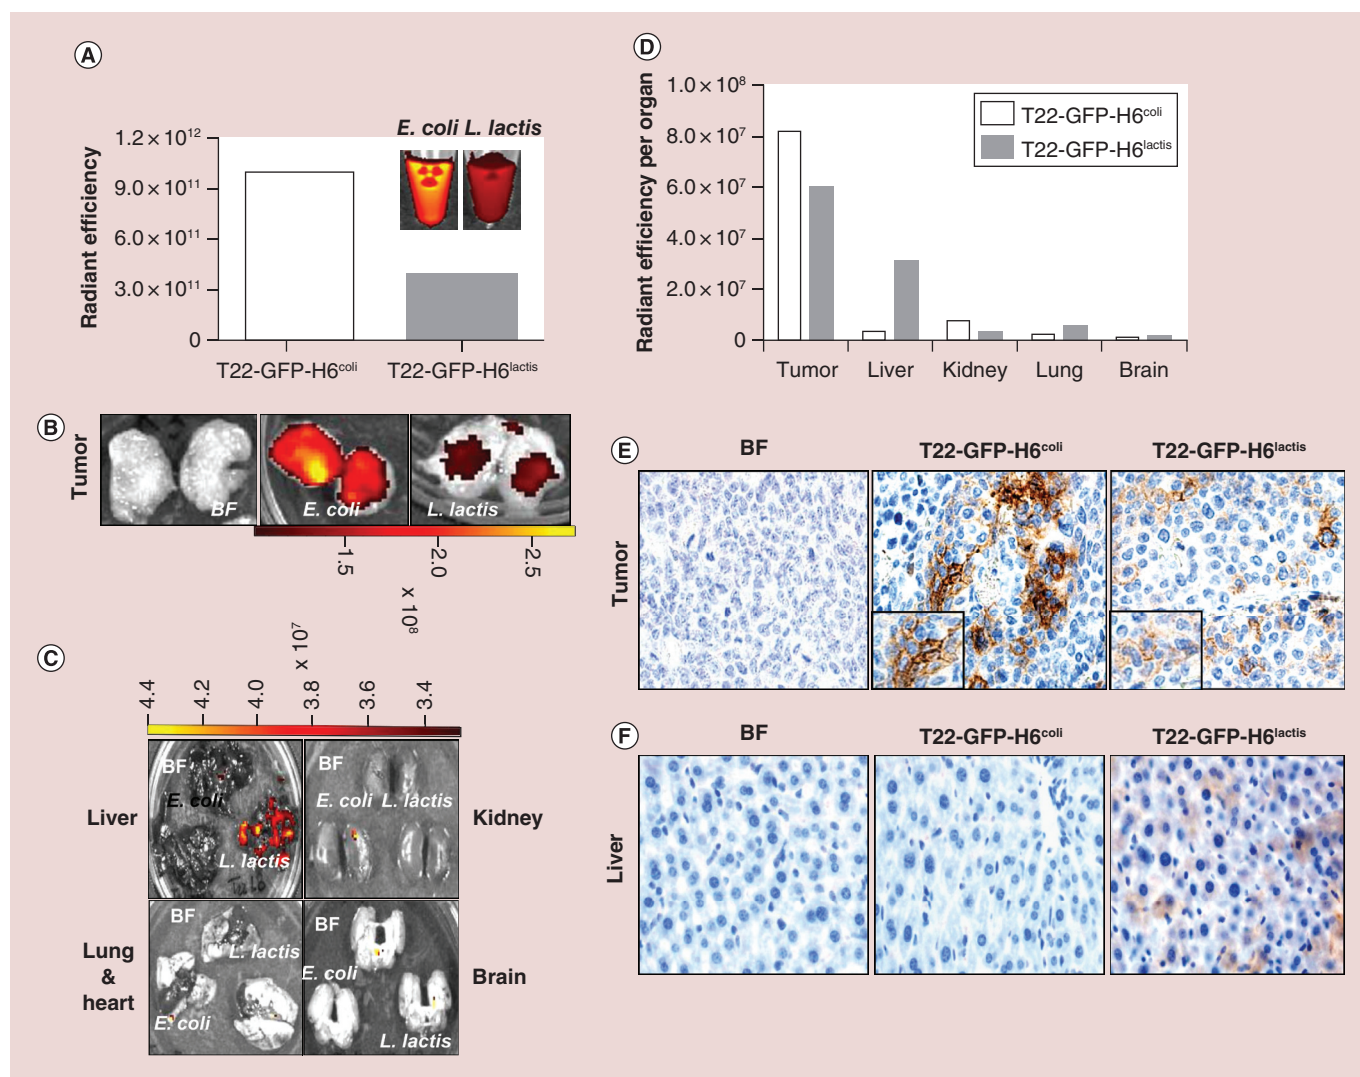 A
Radiant efficiency
1.2 × 10¹²
9.0 × 10¹¹
6.0 × 10¹¹
3.0 × 10¹¹
0
E. coli L. lactis
T22-GFP-H6ᶜᵒˡⁱ
T22-GFP-H6ˡᵃᶜᵗⁱˢ
B
Tumor
BF
E. coli
L. lactis
1.5
2.0
2.5
x 10⁸
C
x 10⁷
4.4
4.2
4.0
3.8
3.6
3.4
Liver
BF
E. coli
L. lactis
BF
E. coli L. lactis
Kidney
Lung
&
heart
BF
L. lactis
E. coli
BF
E. coli
L. lactis
Brain
D
Radiant efficiency per organ
1.0 × 10⁸
8.0 × 10⁷
6.0 × 10⁷
4.0 × 10⁷
2.0 × 10⁷
0
T22-GFP-H6ᶜᵒˡⁱ
T22-GFP-H6ˡᵃᶜᵗⁱˢ
Tumor
Liver
Kidney
Lung
Brain
E
BF
T22-GFP-H6ᶜᵒˡⁱ
T22-GFP-H6ˡᵃᶜᵗⁱˢ
Tumor
F
BF
T22-GFP-H6ᶜᵒˡⁱ
T22-GFP-H6ˡᵃᶜᵗⁱˢ
Liver